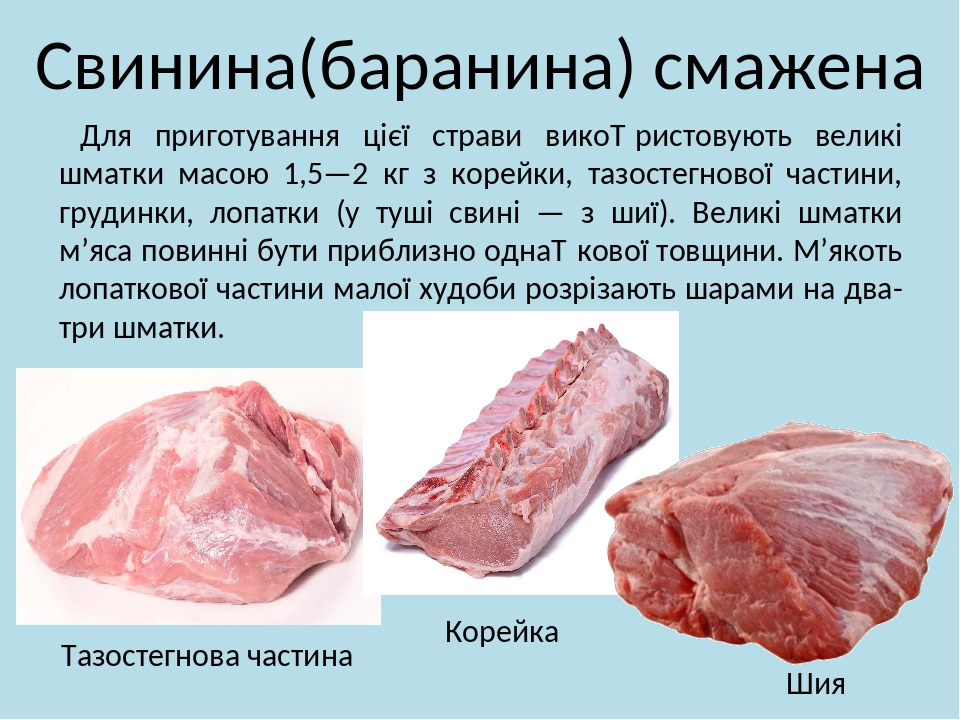 Свинина(баранина) смажена
Для приготування цієї страви викоТ ристовують великі
шматки масою 1,5—2 кг з корейки, тазостегнової частини,
грудинки, лопатки (у туші свині — з шиї). Великі шматки
м’яса повинні бути приблизно однаТ кової товщини. М’якоть
лопаткової частини малої худоби розрізають шарами на два-
три шматки.
Корейка
Тазостегнова частина
Шия